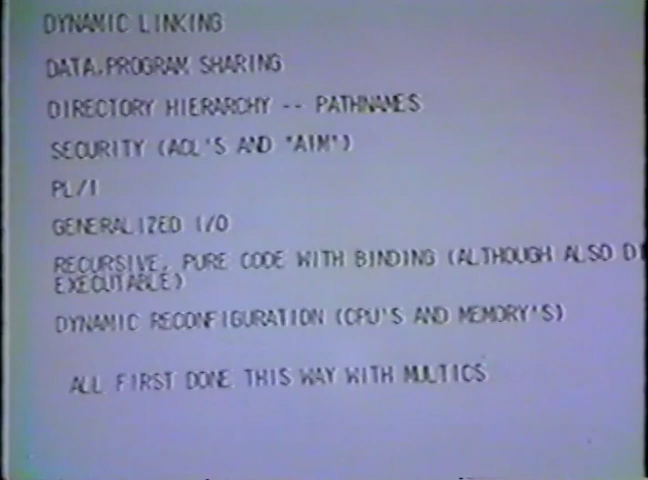 DYNAMIC LINKING
DATA,PROGRAM SHARING
DIRECTORY HIERARCHY -- PATHNAMES
SECURITY (ACL'S AND "AIM")
PL/I
GENERALIZED I/O
RECURSIVE, PURE CODE WITH BINDING (ALTHOUGH ALSO DI
EXECUTABLE)
DYNAMIC RECONFIGURATION (CPU'S AND MEMORY'S)
ALL FIRST DONE THIS WAY WITH MULTICS